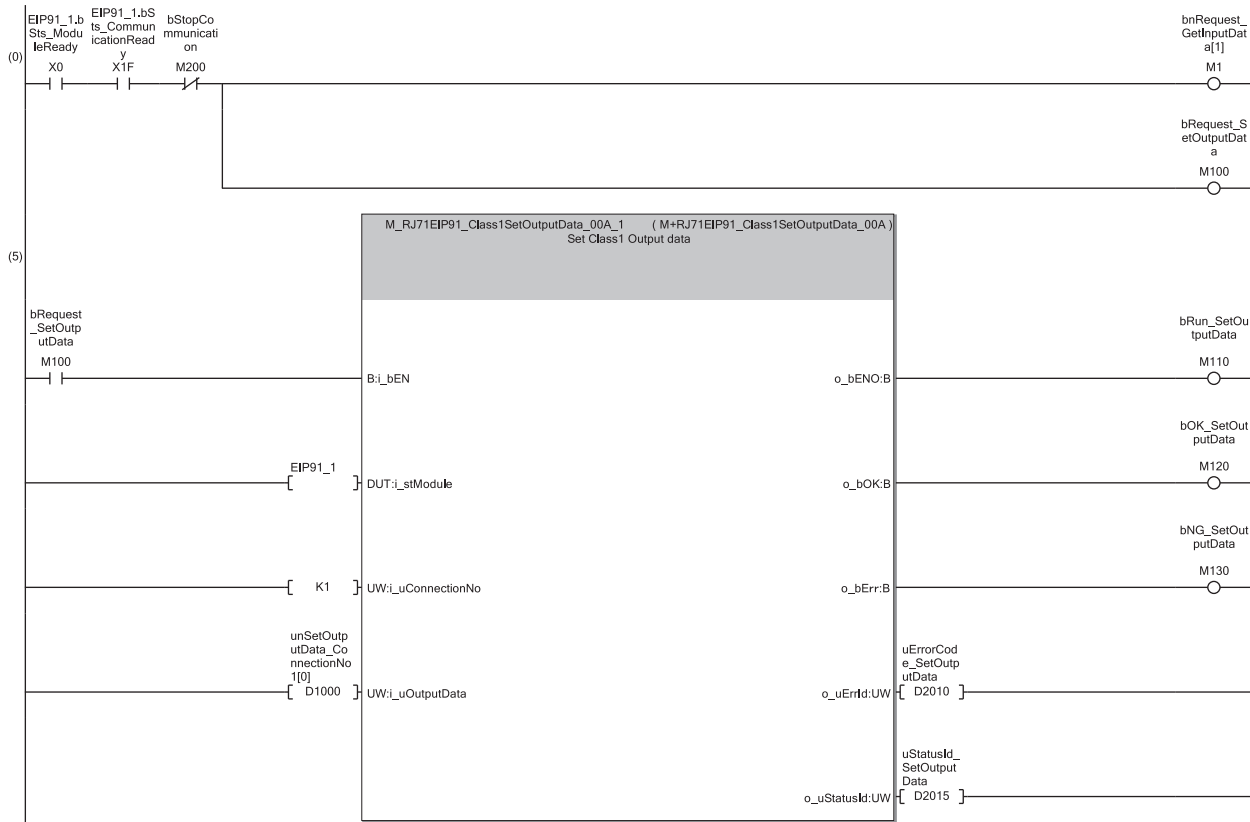 EIP91_1.b
Sts_Modu
leReady
EIP91_1.bS
ts_Commun
icationRead
y
bStopCo
mmunicati
on
bnRequest_
GetInputDat
a[1]
(0)
X0
X1F
M200
M1
bRequest_S
etOutputDat
a
M100
M_RJ71EIP91_Class1SetOutputData_00A_1 ( M+RJ71EIP91_Class1SetOutputData_00A )
Set Class1 Output data
(5)
bRequest
_SetOutp
utData
M100
B:i_bEN
o_bENO:B
bRun_SetOu
tputData
M110
EIP91_1
DUT:i_stModule
o_bOK:B
bOK_SetOut
putData
M120
K1
UW:i_uConnectionNo
o_bErr:B
bNG_SetOut
putData
M130
unSetOutp
utData_Co
nnectionNo
1[0]
D1000
UW:i_uOutputData
o_uErrId:UW
uErrorCod
e_SetOutp
utData
D2010
o_uStatusId:UW
uStatusId_
SetOutput
Data
D2015